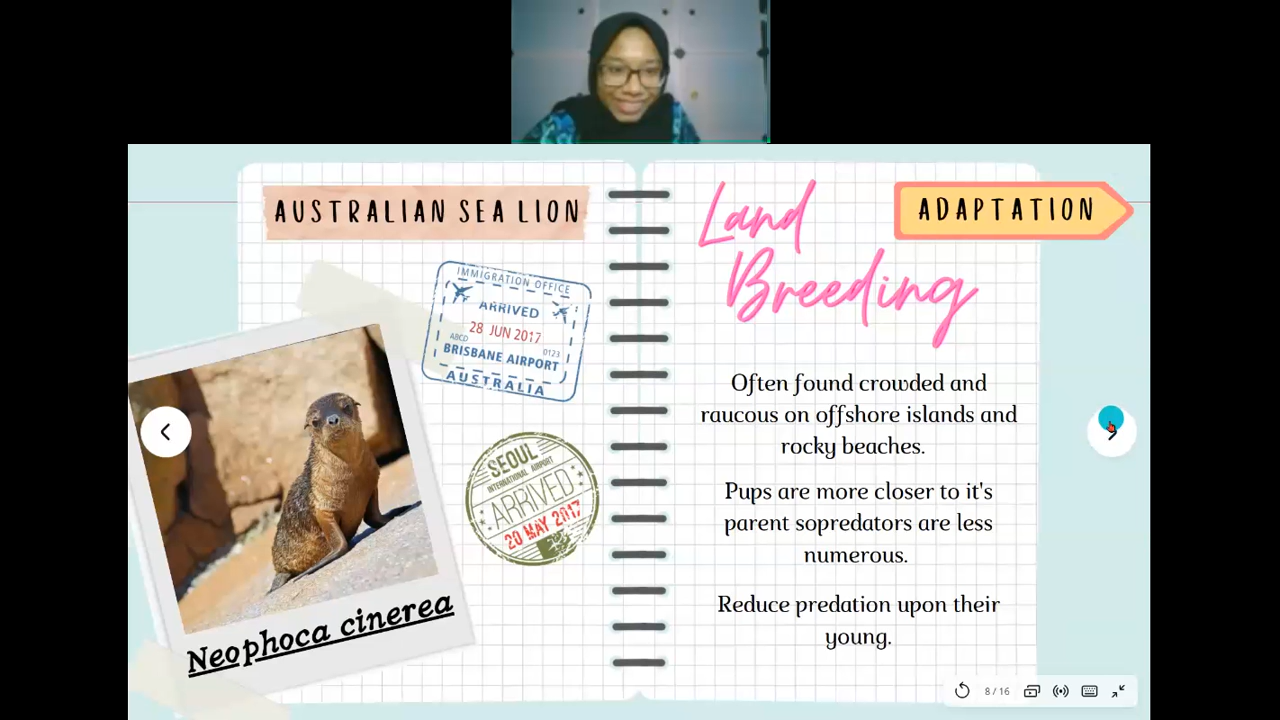 AUSTRALIAN SEA LION
IMMIGRATION OFFICE
ARRIVED
28 JUN 2017
ABCD
0123
BRISBANE AIRPORT
AUSTRALIA
SEOUL
INTERNATIONAL AIRPORT
ARRIVED
20 MAY 2017
Neophoca cinerea
Land
Breeding
ADAPTATION
Often found crowded and
raucous on offshore islands and
rocky beaches.
Pups are more closer to it's
parent sopredators are less
numerous.
Reduce predation upon their
young.
8 / 16